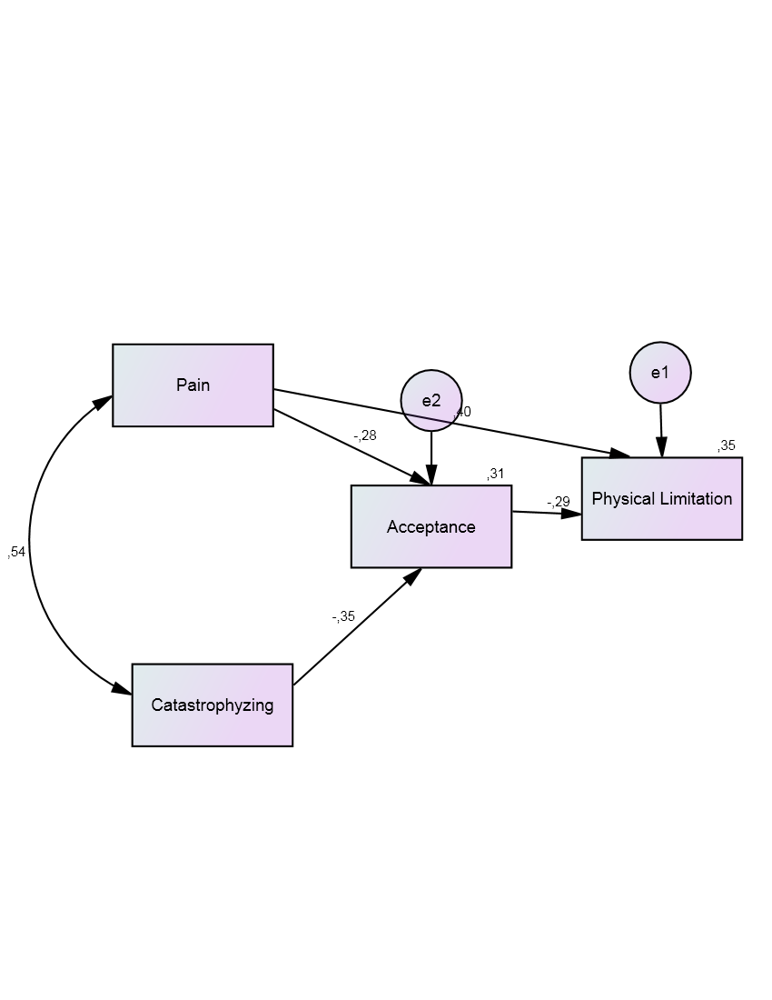 Pain
e2
e1
,40
-,28
,35
,31
Physical Limitation
-,29
Acceptance
,54
-,35
Catastrophyzing